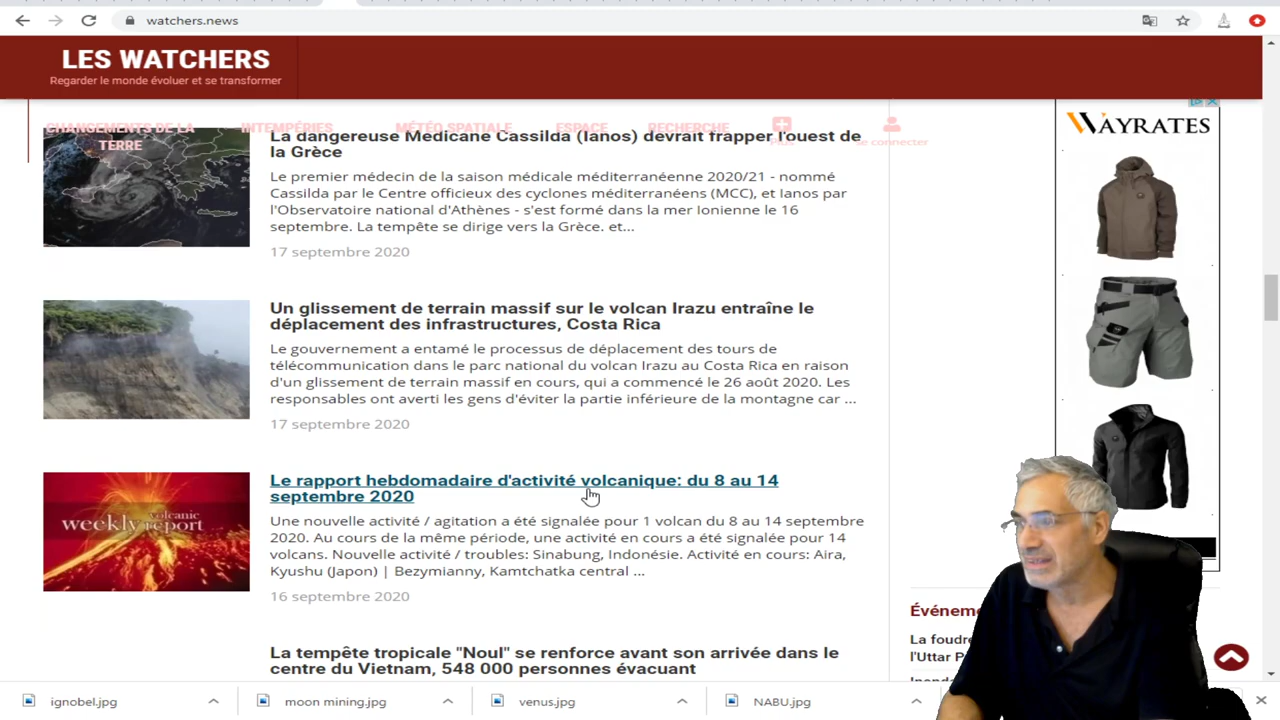 watchers.news
LES WATCHERS
Regarder le monde évoluer et se transformer
CHANGEMENTS DE LA
TERRE
INTEMPÉRIES
MÉTÉO SPATIALE
ESPACE
RECHERCHE
Plus
Se connecter
La dangereuse Medicane Cassilda (Ianos) devrait frapper l'ouest de
la Grèce
Le premier médecin de la saison médicale méditerranéenne 2020/21 - nommé
Cassilda par le Centre officieux des cyclones méditerranéens (MCC), et Ianos par
l'Observatoire national d'Athènes - s'est formé dans la mer Ionienne le 16
septembre. La tempête se dirige vers la Grèce. et...
17 septembre 2020
Un glissement de terrain massif sur le volcan Irazu entraîne le
déplacement des infrastructures, Costa Rica
Le gouvernement a entamé le processus de déplacement des tours de
télécommunication dans le parc national du volcan Irazu au Costa Rica en raison
d'un glissement de terrain massif en cours, qui a commencé le 26 août 2020. Les
responsables ont averti les gens d'éviter la partie inférieure de la montagne car ...
17 septembre 2020
volcanic
weekly report
Le rapport hebdomadaire d'activité volcanique: du 8 au 14
septembre 2020
Une nouvelle activité / agitation a été signalée pour 1 volcan du 8 au 14 septembre
2020. Au cours de la même période, une activité en cours a été signalée pour 14
volcans. Nouvelle activité / troubles: Sinabung, Indonésie. Activité en cours: Aira,
Kyushu (Japon) | Bezymianny, Kamtchatka central ...
16 septembre 2020
La tempête tropicale "Noul" se renforce avant son arrivée dans le
centre du Vietnam, 548 000 personnes évacuant
WAYRATES
Événem
La foudre
l'Uttar P
ignobel.jpg
moon mining.jpg
venus.jpg
NABU.jpg